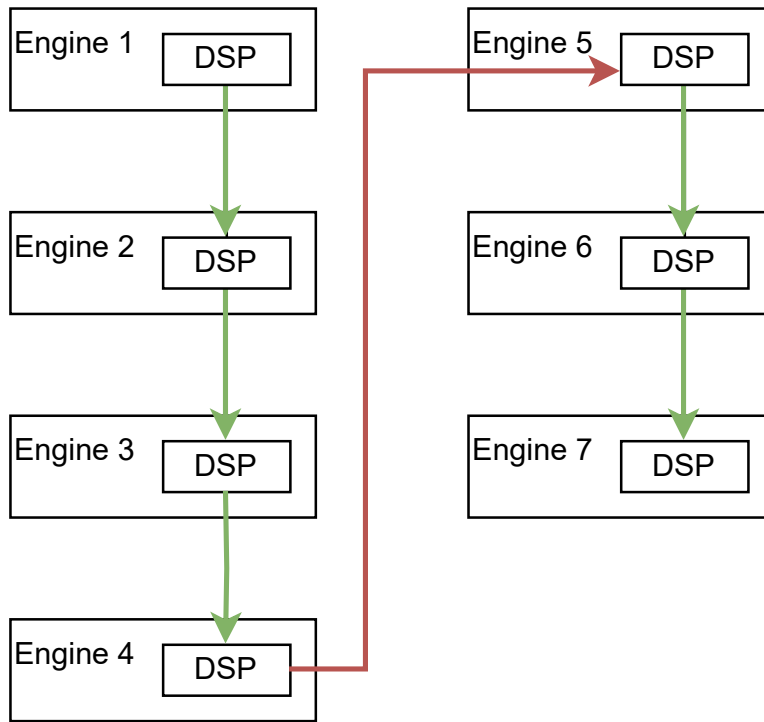 Engine 1
DSP
Engine 2
DSP
Engine 3
DSP
Engine 4
DSP
Engine 5
DSP
Engine 6
DSP
Engine 7
DSP